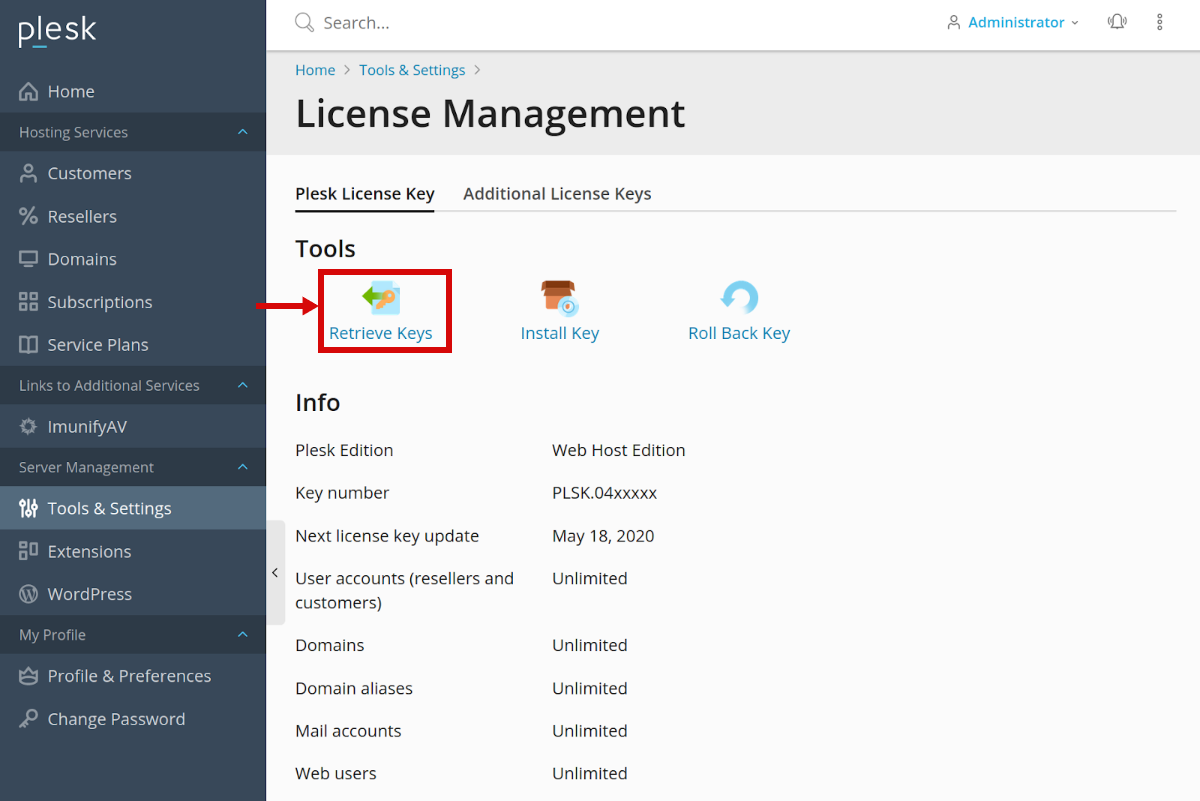 plesk
Home
Hosting Services
Customers
Resellers
Domains
Subscriptions
Service Plans
Links to Additional Services
ImunifyAV
Server Management
Tools & Settings
Extensions
WordPress
My Profile
Profile & Preferences
Change Password
Search...
Administrator
Home > Tools & Settings >
License Management
Plesk License Key Additional License Keys
Tools
Retrieve Keys Install Key Roll Back Key
Info
Plesk Edition Web Host Edition
Key number PLSK.04xxxxx
Next license key update May 18, 2020
User accounts (resellers and Unlimited
customers)
Domains Unlimited
Domain aliases Unlimited
Mail accounts Unlimited
Web users Unlimited